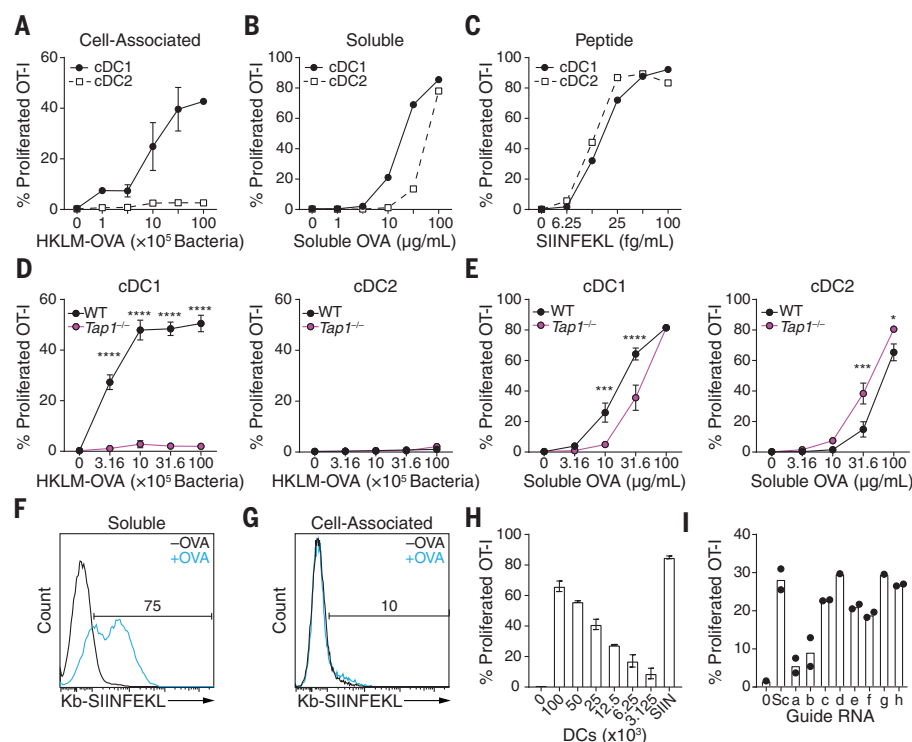 A
Cell-Associated
cDC1
cDC2
% Proliferated OT-I
60
40
20
0
0 1 10 100
HKLM-OVA (×10⁵ Bacteria)
B
Soluble
cDC1
cDC2
% Proliferated OT-I
100
80
60
40
20
0
0 1 10 100
Soluble OVA (μg/mL)
C
Peptide
cDC1
cDC2
% Proliferated OT-I
100
80
60
40
20
0
0 6.25 25 100
SIINFEKL (fg/mL)
D
cDC1
WT
Tap1⁻/⁻
**** **** **** ****
% Proliferated OT-I
60
40
20
0
0 3.16 10 31.6 100
HKLM-OVA (×10⁵ Bacteria)
cDC2
WT
Tap1⁻/⁻
% Proliferated OT-I
60
40
20
0
0 3.16 10 31.6 100
HKLM-OVA (×10⁵ Bacteria)
E
cDC1
WT
Tap1⁻/⁻
*** ****
% Proliferated OT-I
100
80
60
40
20
0
0 3.16 10 31.6 100
Soluble OVA (μg/mL)
cDC2
WT
Tap1⁻/⁻
*** *
% Proliferated OT-I
100
80
60
40
20
0
0 3.16 10 31.6 100
Soluble OVA (μg/mL)
F
Soluble
–OVA
+OVA
75
Count
Kb-SIINFEKL
G
Cell-Associated
–OVA
+OVA
10
Count
Kb-SIINFEKL
H
% Proliferated OT-I
100
80
60
40
20
0
0 100 50 25 12.5 6.25 3.125 SIIN
DCs (×10³)
I
% Proliferated OT-I
40
30
20
10
0
0 Sc a b c d e f g h
Guide RNA